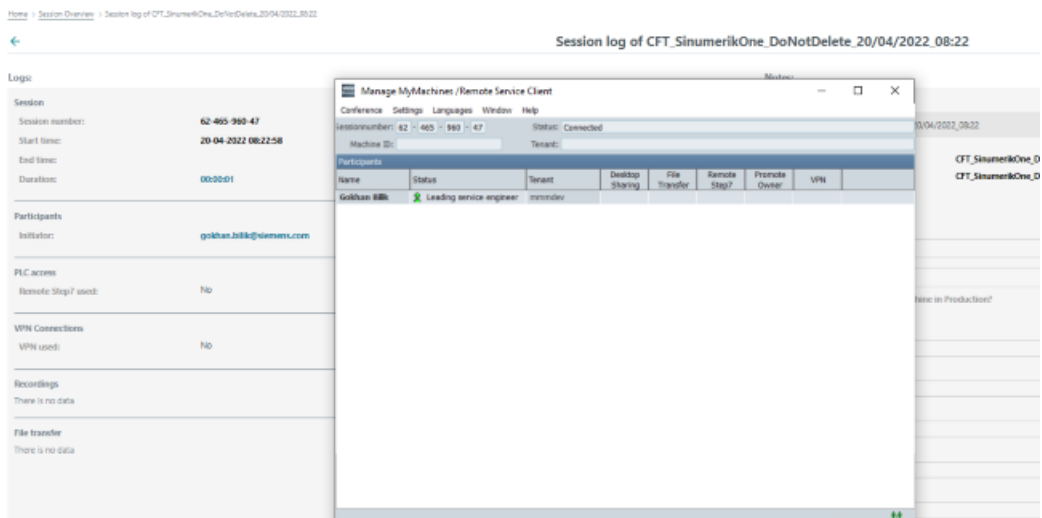 Home > Session Overview > Session log of CFT_SinumerikOne_DoNotDelete_20/04/2022_08:22
Session log of CFT_SinumerikOne_DoNotDelete_20/04/2022_08:22
Logs:
Notes:
Session
Session number: 62-465-960-47
Start time: 20-04-2022 08:22:58
End time:
Duration: 00:00:01
Participants
Initiator: gokhan.bilik@siemens.com
PLC access
Remote Step7 used: No
VPN Connections
VPN used: No
Recordings
There is no data
File transfer
There is no data
Manage MyMachines /Remote Service Client
Conference Settings Languages Window Help
Sessionnumber: 62 - 465 - 960 - 47 Status: Connected
Machine ID: Tenant:
Participants
Name Status Tenant Desktop Sharing File Transfer Remote Step7 Promote Owner VPN
Gokhan Bilik Leading service engineer mmmdev
20/04/2022_08:22
CFT_SinumerikOne_D
CFT_SinumerikOne_D
hine in Production?